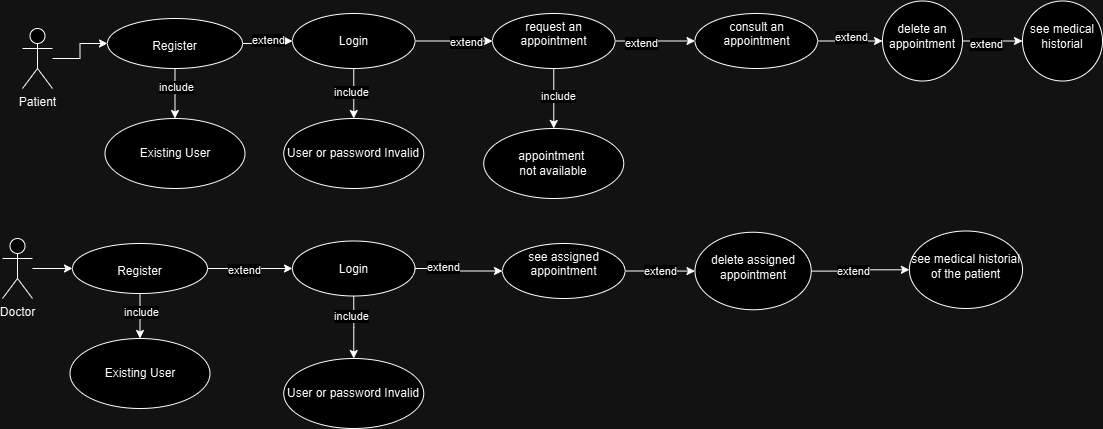 Patient
Register
extend
Login
extend
request an
appointment
extend
consult an
appointment
extend
delete an
appointment
extend
see medical
historial
include
include
include
Existing User
User or password Invalid
appointment
not available
Doctor
Register
extend
Login
extend
see assigned
appointment
extend
delete assigned
appointment
extend
see medical historial
of the patient
include
include
Existing User
User or password Invalid